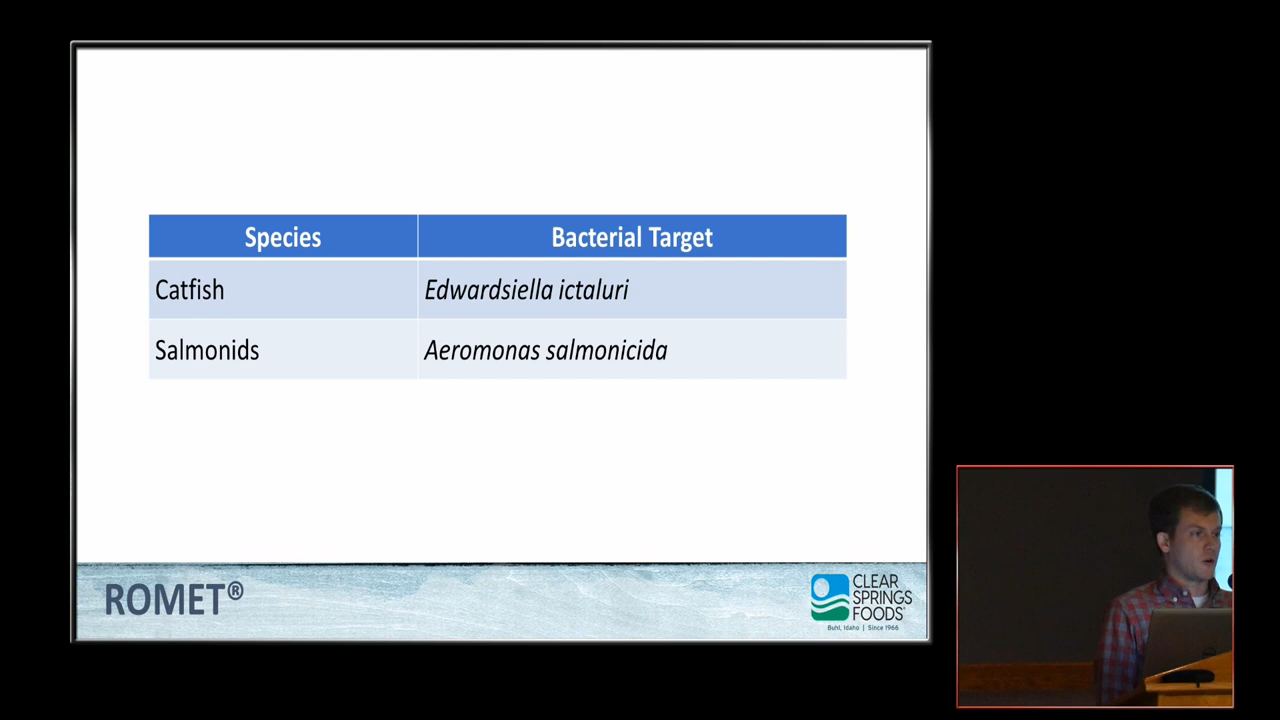 Species Bacterial Target
Catfish Edwardsiella ictaluri
Salmonids Aeromonas salmonicida
ROMET®
CLEAR
SPRINGS
FOODS®
Buhl, Idaho | Since 1966